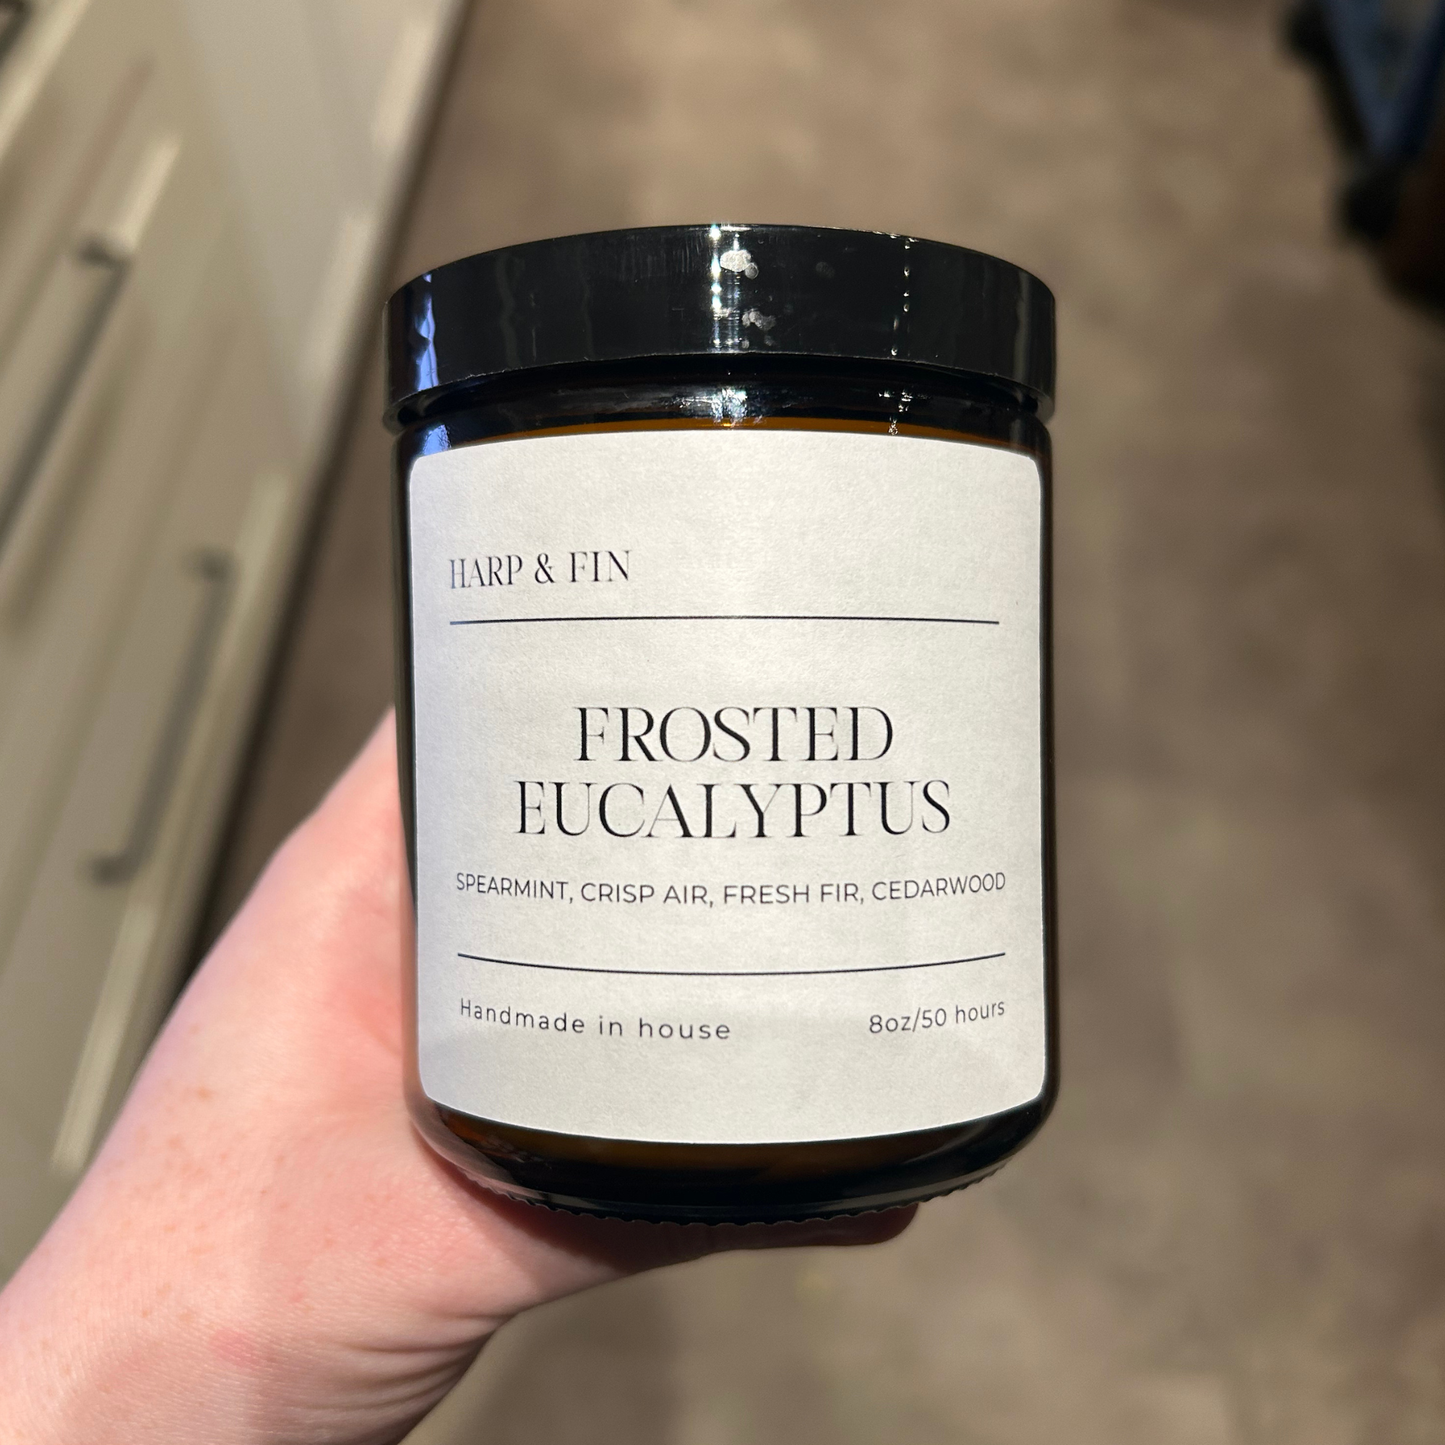 HARP & FIN
FROSTED
EUCALYPTUS
SPEARMINT, CRISP AIR, FRESH FIR, CEDARWOOD
Handmade in house
8oz/50 hours